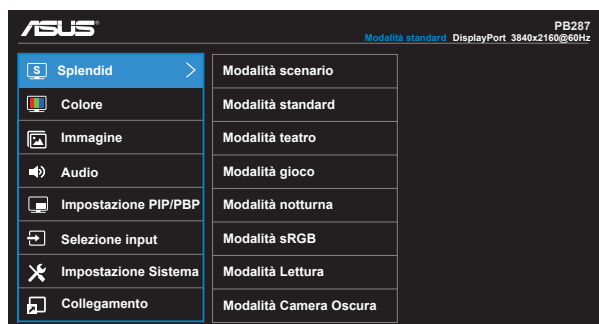 ASUS
PB287
Modalità standard DisplayPort 3840x2160@60Hz
S Splendid
Colore
Immagine
Audio
Impostazione PIP/PBP
Selezione input
Impostazione Sistema
Collegamento
Modalità scenario
Modalità standard
Modalità teatro
Modalità gioco
Modalità notturna
Modalità sRGB
Modalità Lettura
Modalità Camera Oscura